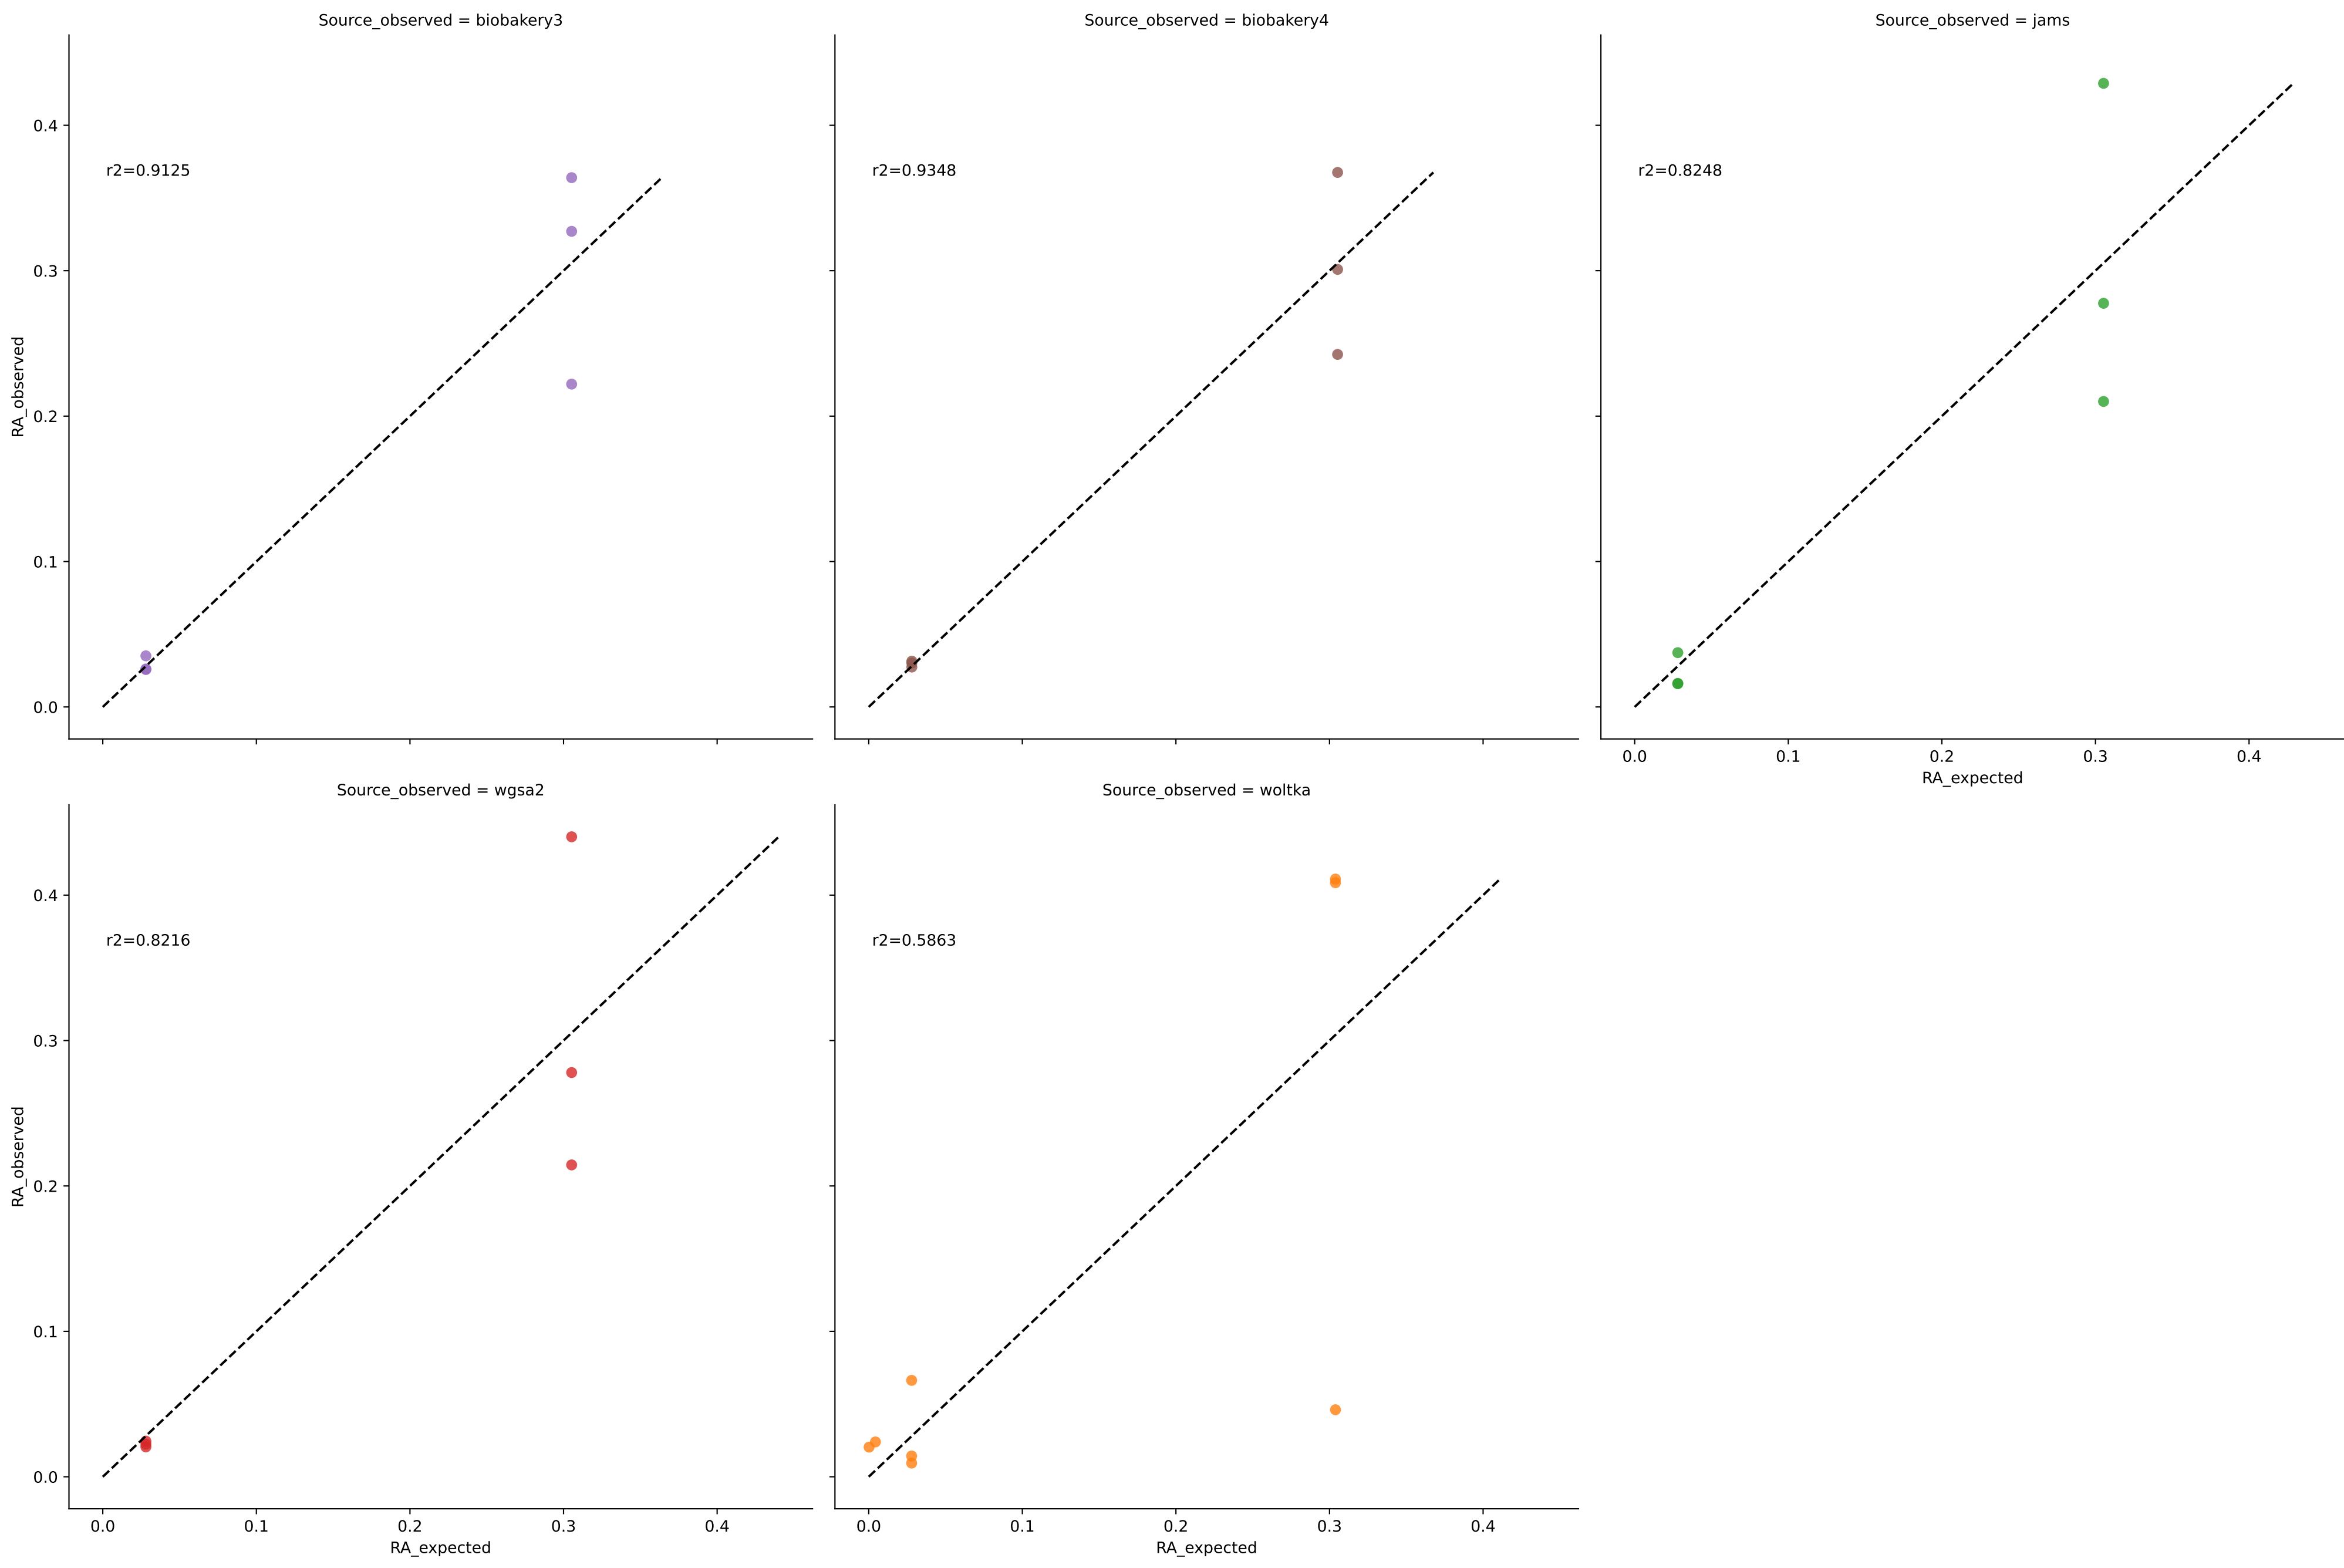 Source_observed = biobakery3
RA_observed
0.4
0.3
0.2
0.1
0.0
r2=0.9125
Source_observed = biobakery4
r2=0.9348
Source_observed = jams
r2=0.8248
0.0 0.1 0.2 0.3 0.4
RA_expected
Source_observed = wgsa2
RA_observed
0.4
0.3
0.2
0.1
0.0
r2=0.8216
0.0 0.1 0.2 0.3 0.4
RA_expected
Source_observed = woltka
r2=0.5863
0.0 0.1 0.2 0.3 0.4
RA_expected